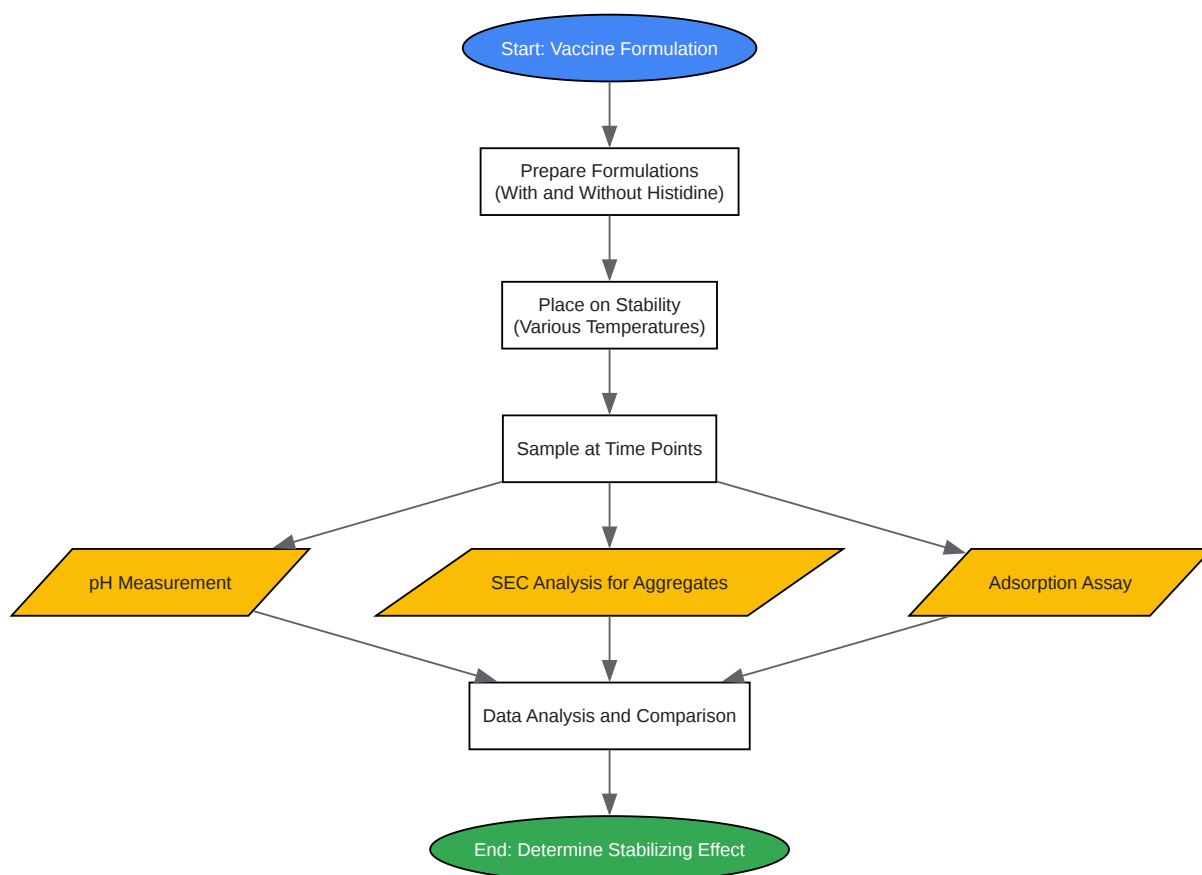 Start: Vaccine Formulation
Prepare Formulations
(With and Without Histidine)
Place on Stability
(Various Temperatures)
Sample at Time Points
pH Measurement
SEC Analysis for Aggregates
Adsorption Assay
Data Analysis and Comparison
End: Determine Stabilizing Effect